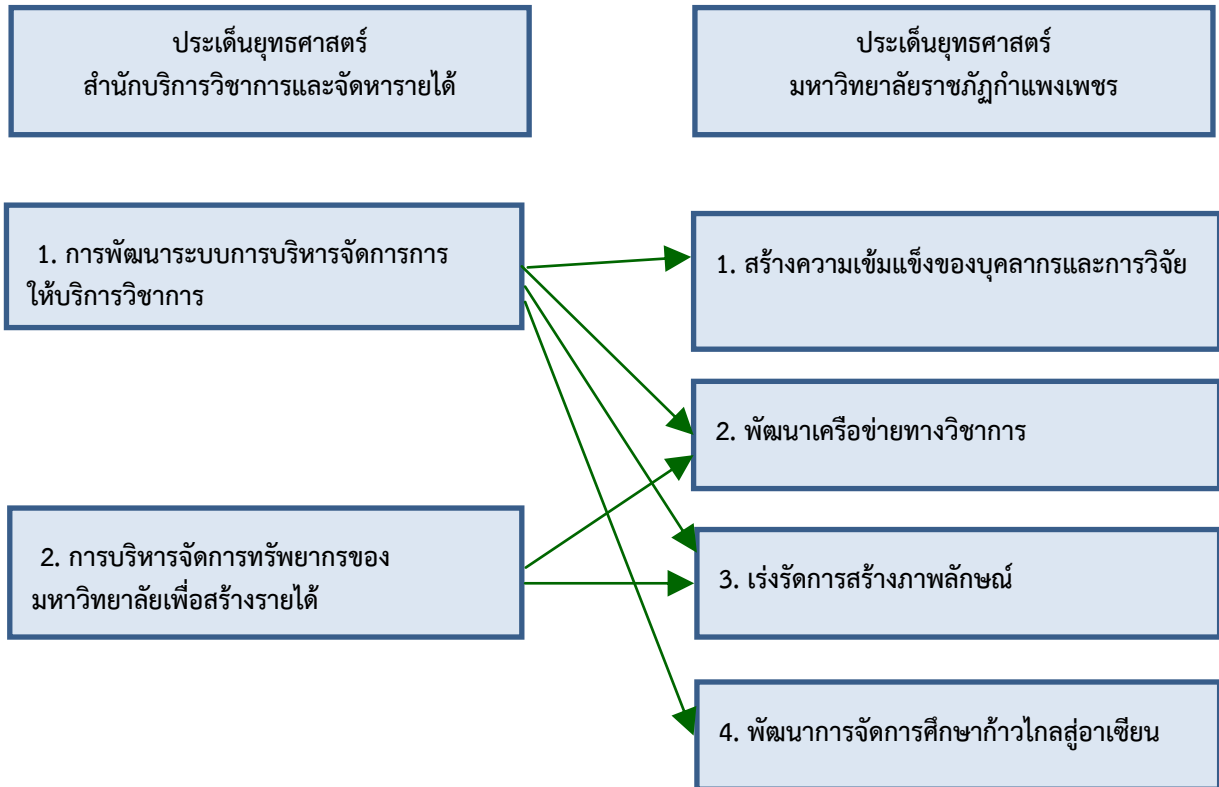 ประเด็นยุทธศาสตร์
สำนักบริการวิชาการและจัดหารายได้
ประเด็นยุทธศาสตร์
มหาวิทยาลัยราชภัฏกำแพงเพชร
1. การพัฒนาระบบการบริหารจัดการการ
ให้บริการวิชาการ
1. สร้างความเข้มแข็งของบุคลากรและการวิจัย
2. พัฒนาเครือข่ายทางวิชาการ
2. การบริหารจัดการทรัพยากรของ
มหาวิทยาลัยเพื่อสร้างรายได้
3. เร่งรัดการสร้างภาพลักษณ์
4. พัฒนาการจัดการศึกษาก้าวไกลสู่อาเซียน